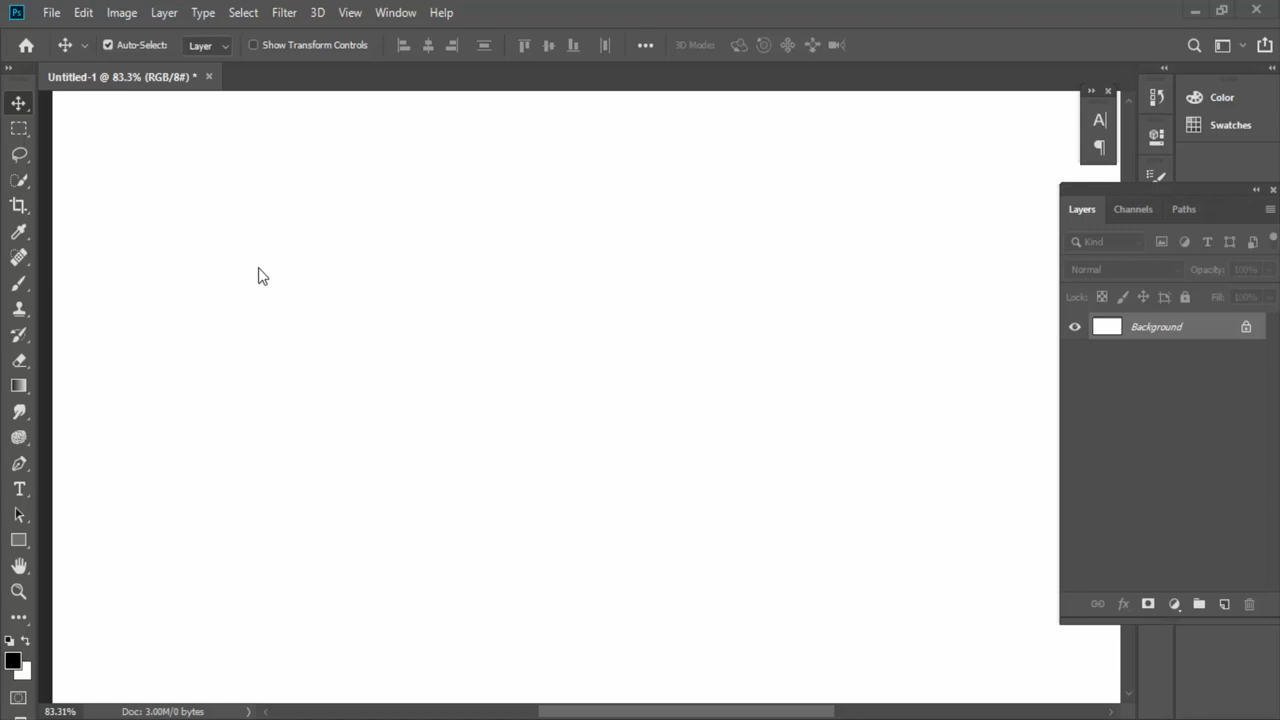 Ps File Edit Image Layer Type Select Filter 3D View Window Help
Auto-Select: Layer Show Transform Controls 3D Mode:
Untitled-1 @ 83.3% (RGB/8#) *
Color
Swatches
Layers Channels Paths
Kind
Normal Opacity: 100%
Lock: Fill: 100%
Background
fx
83.31% Doc: 3.00M/0 bytes